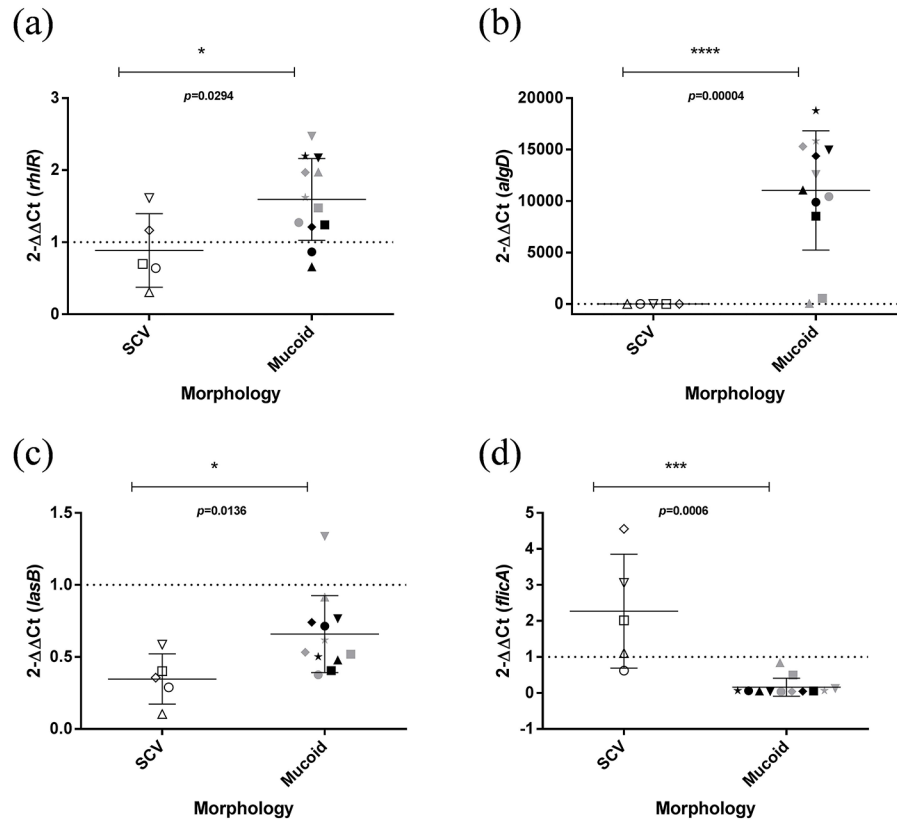 (a)
*
p=0.0294
3
2
1
0
2-ΔΔCt (rhlR)
SCV
Mucoid
Morphology
(b)
****
p=0.00004
20000
15000
10000
5000
0
2-ΔΔCt (algD)
SCV
Mucoid
Morphology
(c)
*
p=0.0136
1.5
1.0
0.5
0.0
2-ΔΔCt (lasB)
SCV
Mucoid
Morphology
(d)
***
p=0.0006
5
4
3
2
1
0
-1
2-ΔΔCt (flicA)
SCV
Mucoid
Morphology